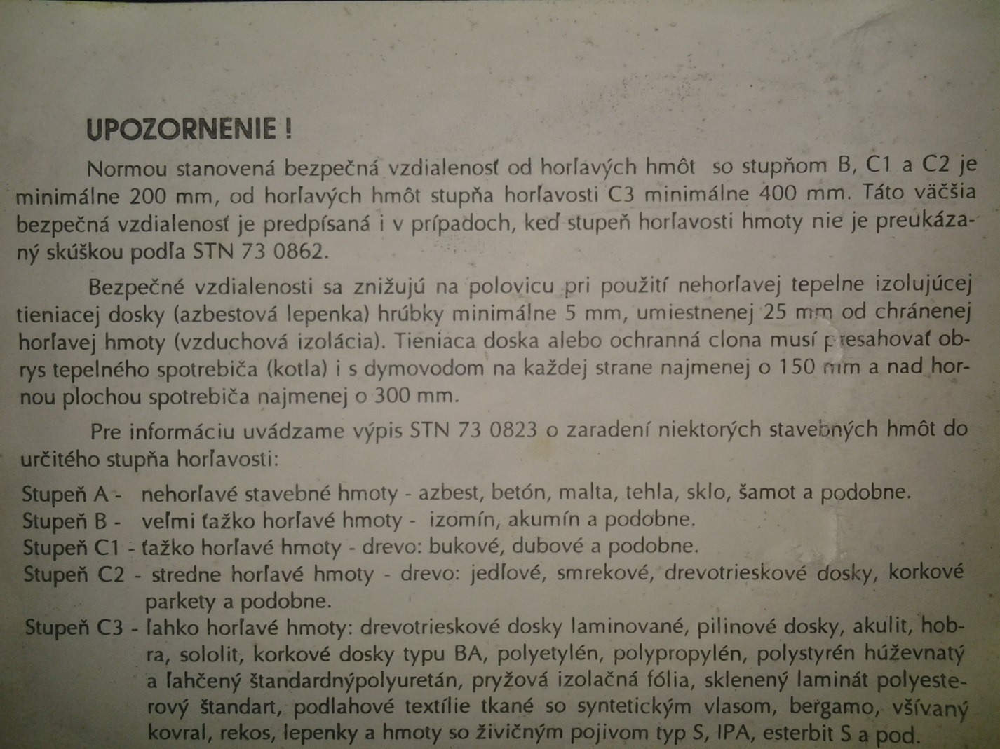 UPOZORNENIE !
Normou stanovená bezpečná vzdialenosť od horľavých hmôt so stupňom B, C1 a C2 je
minimálne 200 mm, od horľavých hmôt stupňa horľavosti C3 minimálne 400 mm. Táto väčšia
bezpečná vzdialenosť je predpísaná i v prípadoch, keď stupeň horľavosti hmoty nie je preukáza-
ný skúškou podľa STN 73 0862.
Bezpečné vzdialenosti sa znižujú na polovicu pri použití nehorľavej tepelne izolujúcej
tieniacej dosky (azbestová lepenka) hrúbky minimálne 5 mm, umiestnenej 25 mm od chránenej
horľavej hmoty (vzduchová izolácia). Tieniaca doska alebo ochranná clona musí presahovať ob-
rys tepelného spotrebiča (kotla) i s dymovodom na každej strane najmenej o 150 mm a nad hor-
nou plochou spotrebiča najmenej o 300 mm.
Pre informáciu uvádzame výpis STN 73 0823 o zaradení niektorých stavebných hmôt do
určitého stupňa horľavosti:
Stupeň A - nehorľavé stavebné hmoty - azbest, betón, malta, tehla, sklo, šamot a podobne.
Stupeň B - veľmi ťažko horľavé hmoty - izomín, akumín a podobne.
Stupeň C1 - ťažko horľavé hmoty - drevo: bukové, dubové a podobne.
Stupeň C2 - stredne horľavé hmoty - drevo: jedľové, smrekové, drevotrieskové dosky, korkové
parkety a podobne.
Stupeň C3 - ľahko horľavé hmoty: drevotrieskové dosky laminované, pilinové dosky, akulit, hob-
ra, sololit, korkové dosky typu BA, polyetylén, polypropylén, polystyrén húževnatý
a ľahčený štandardnýpolyuretán, pryžová izolačná fólia, sklenený laminát polyeste-
rový štandart, podlahové textílie tkané so syntetickým vlasom, bergamo, všívaný
kovral, rekos, lepenky a hmoty so živičným pojivom typ S, IPA, esterbit S a pod.